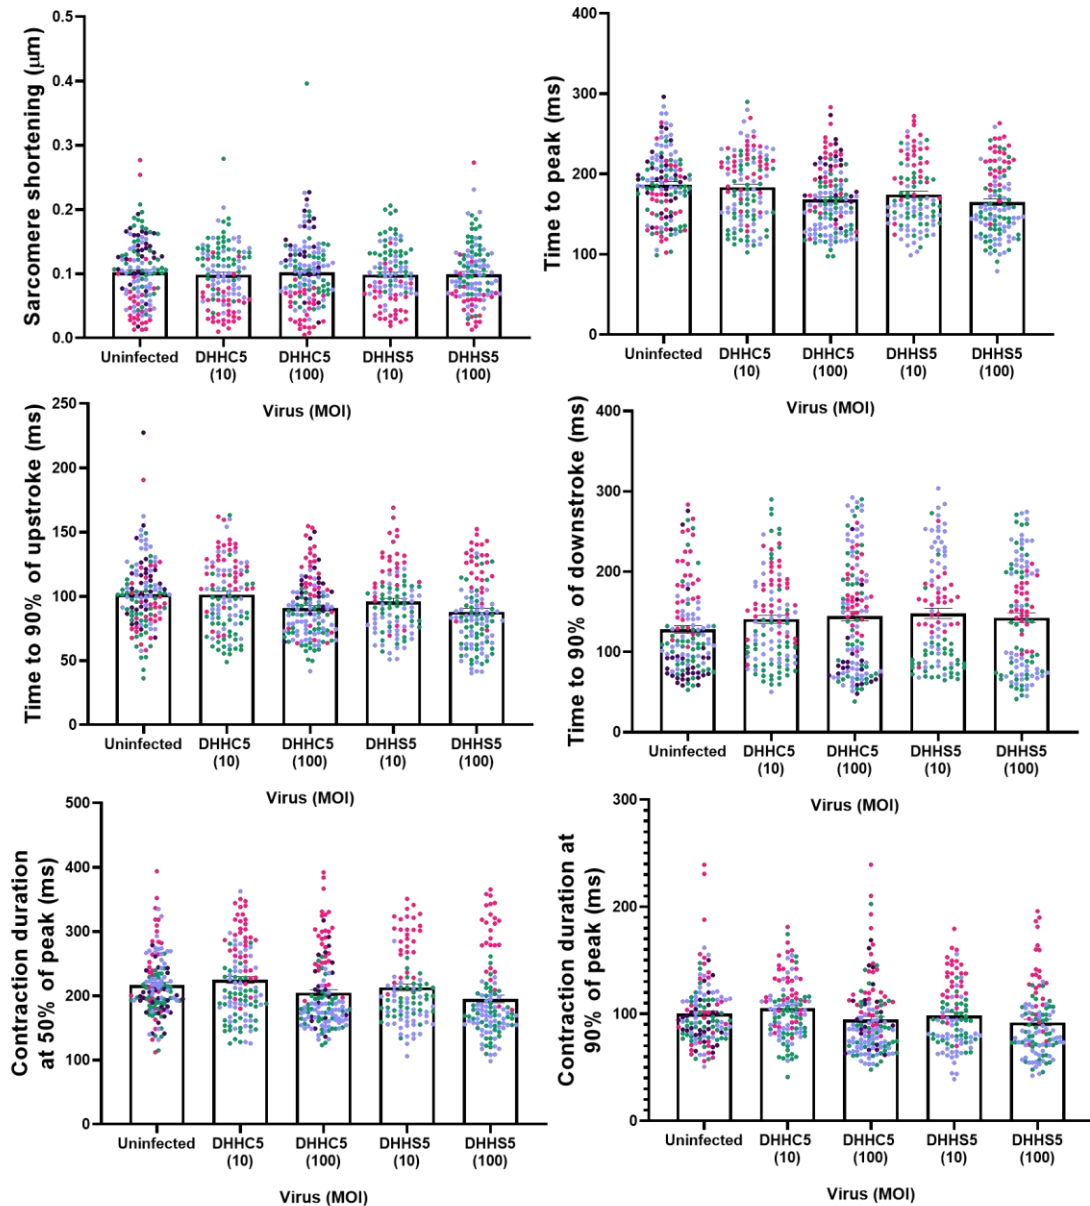 Sarcomere shortening (μm)
0.5
0.4
0.3
0.2
0.1
0.0
Uninfected DHHC5 DHHC5 DHHS5 DHHS5
(10) (100) (10) (100)
Virus (MOI)
Time to peak (ms)
400
300
200
100
0
Uninfected DHHC5 DHHC5 DHHS5 DHHS5
(10) (100) (10) (100)
Virus (MOI)
Time to 90% of upstroke (ms)
250
200
150
100
50
0
Uninfected DHHC5 DHHC5 DHHS5 DHHS5
(10) (100) (10) (100)
Virus (MOI)
Time to 90% of downstroke (ms)
400
300
200
100
0
Uninfected DHHC5 DHHC5 DHHS5 DHHS5
(10) (100) (10) (100)
Virus (MOI)
Contraction duration
at 50% of peak (ms)
500
400
300
200
100
0
Uninfected DHHC5 DHHC5 DHHS5 DHHS5
(10) (100) (10) (100)
Virus (MOI)
Contraction duration at
90% of peak (ms)
300
200
100
0
Uninfected DHHC5 DHHC5 DHHS5 DHHS5
(10) (100) (10) (100)
Virus (MOI)